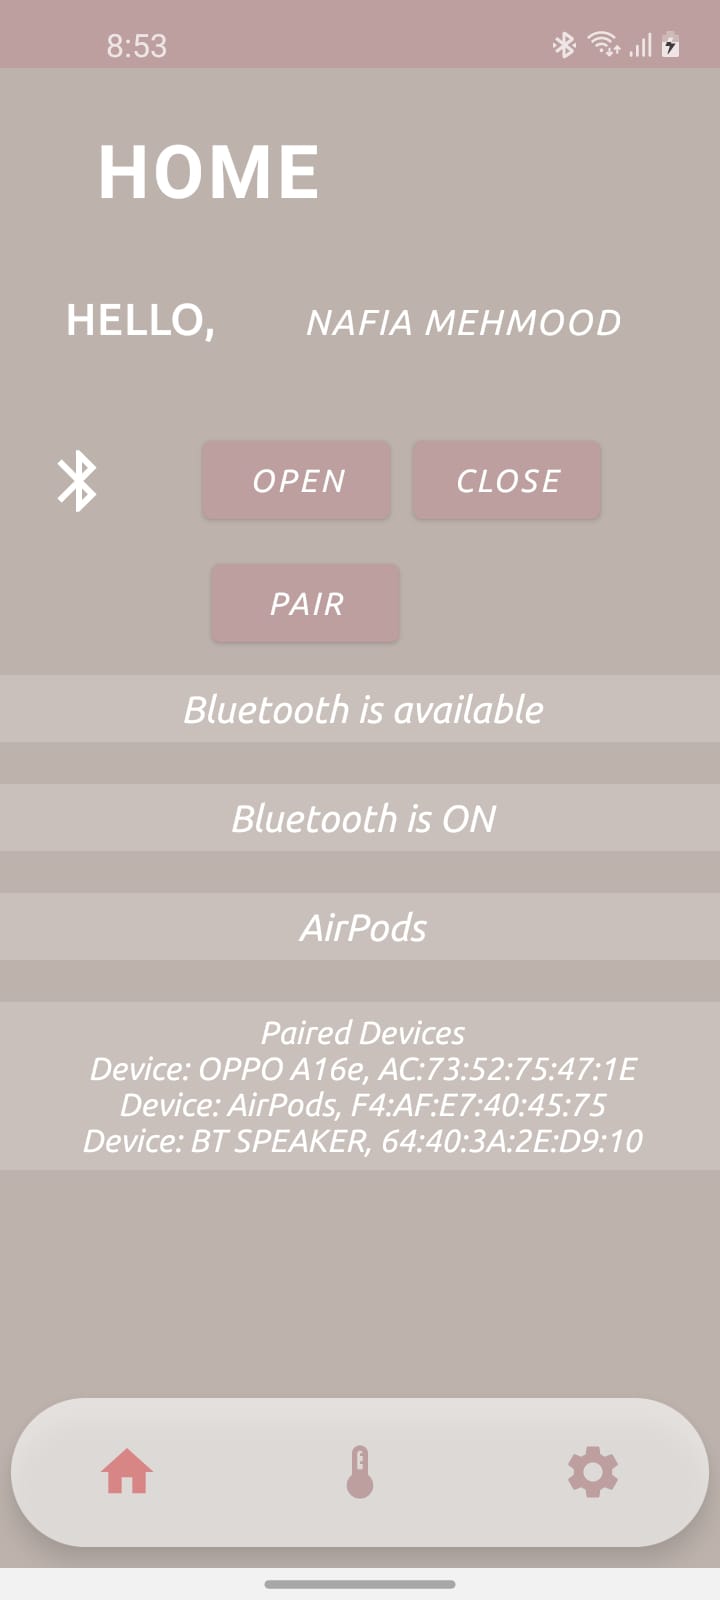 8:53
HOME
HELLO, NAFIA MEHMOOD
OPEN CLOSE
PAIR
Bluetooth is available
Bluetooth is ON
AirPods
Paired Devices
Device: OPPO A16e, AC:73:52:75:47:1E
Device: AirPods, F4:AF:E7:40:45:75
Device: BT SPEAKER, 64:40:3A:2E:D9:10